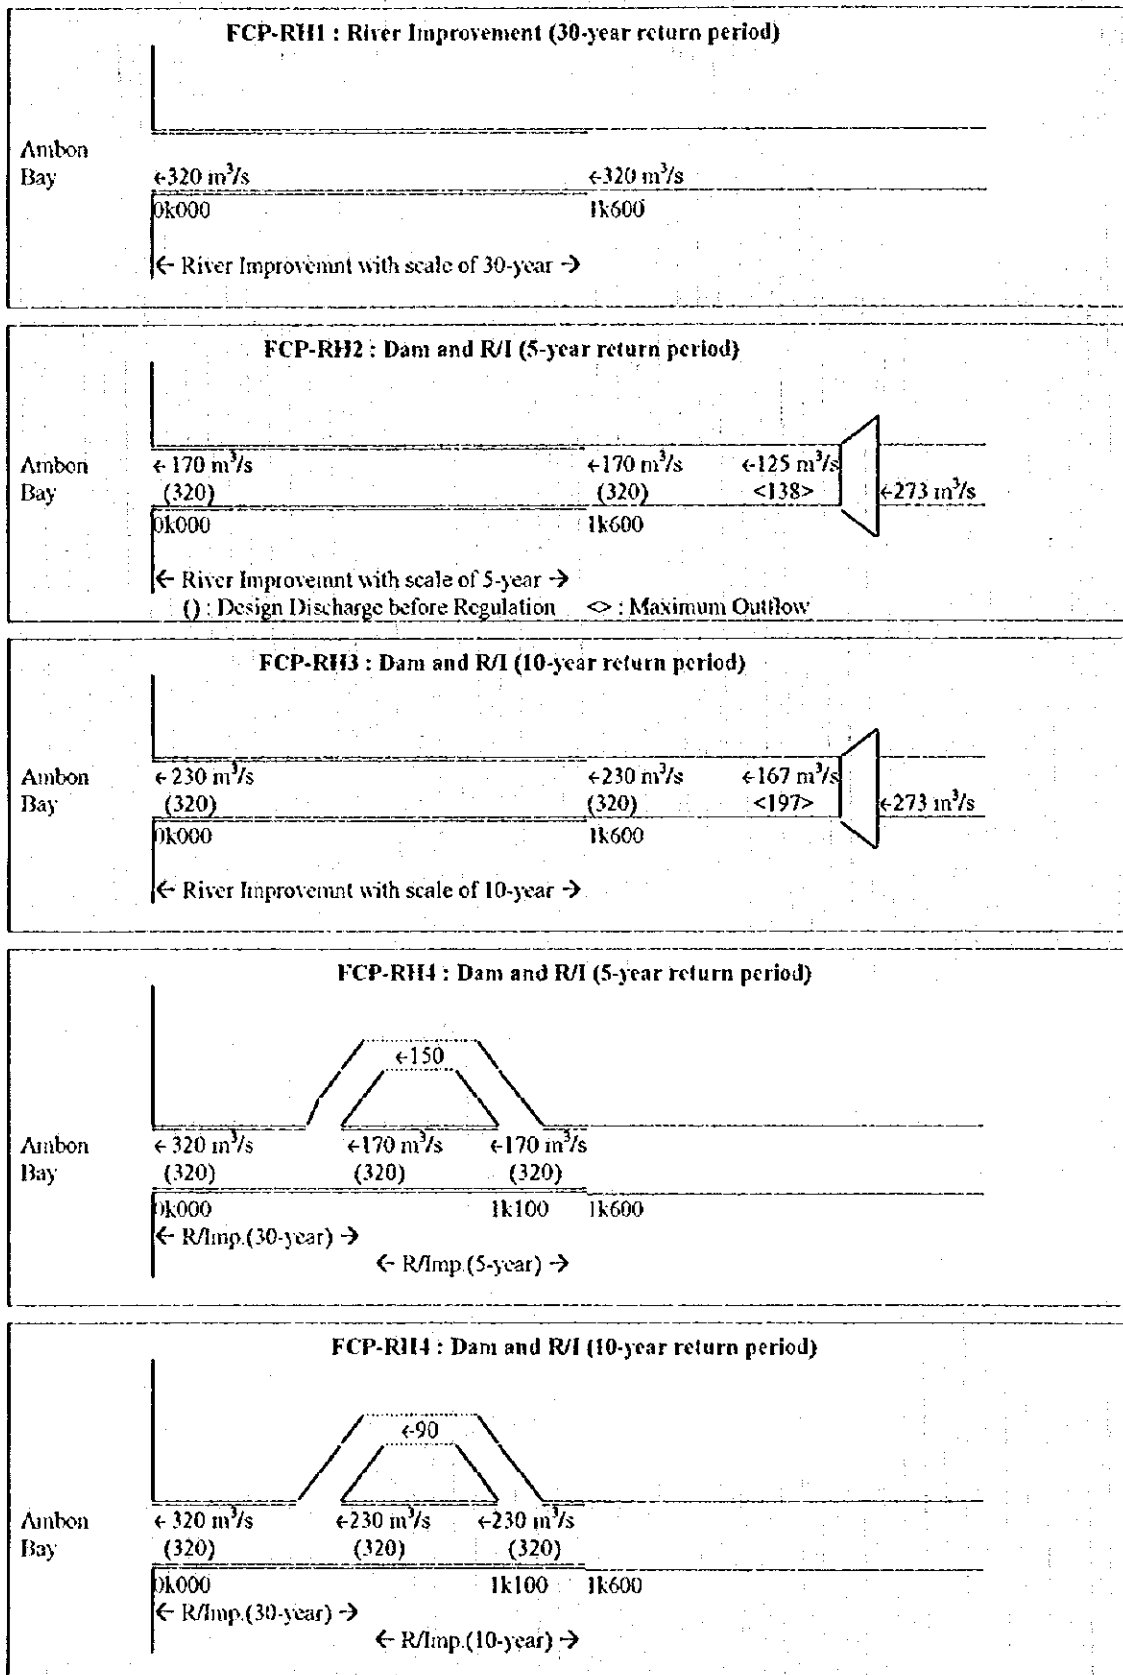 FCP-RH1 : River Improvement (30-year return period)
Ambon
Bay
←320 m³/s ←320 m³/s
0k000 1k600
← River Improvemnt with scale of 30-year →
FCP-RH2 : Dam and R/I (5-year return period)
Ambon
Bay
←170 m³/s ←170 m³/s ←125 m³/s
(320) (320) <138> ←273 m³/s
0k000 1k600
← River Improvemnt with scale of 5-year →
() : Design Discharge before Regulation <> : Maximum Outflow
FCP-RH3 : Dam and R/I (10-year return period)
Ambon
Bay
←230 m³/s ←230 m³/s ←167 m³/s
(320) (320) <197> ←273 m³/s
0k000 1k600
← River Improvemnt with scale of 10-year →
FCP-RH4 : Dam and R/I (5-year return period)
←150
Ambon
Bay
←320 m³/s ←170 m³/s ←170 m³/s
(320) (320) (320)
0k000 1k100 1k600
← R/Imp.(30-year) →
← R/Imp.(5-year) →
FCP-RH4 : Dam and R/I (10-year return period)
←90
Ambon
Bay
←320 m³/s ←230 m³/s ←230 m³/s
(320) (320) (320)
0k000 1k100 1k600
← R/Imp.(30-year) →
← R/Imp.(10-year) →